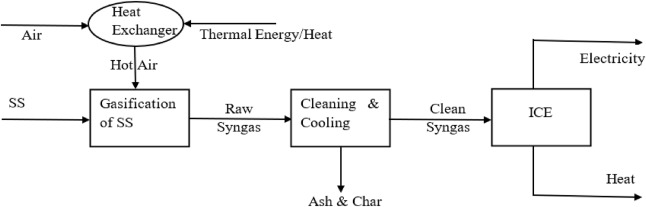 Heat
Exchanger
Air
Thermal Energy/Heat
Hot Air
Electricity
SS
Gasification
of SS
Raw
Syngas
Cleaning &
Cooling
Clean
Syngas
ICE
Heat
Ash & Char